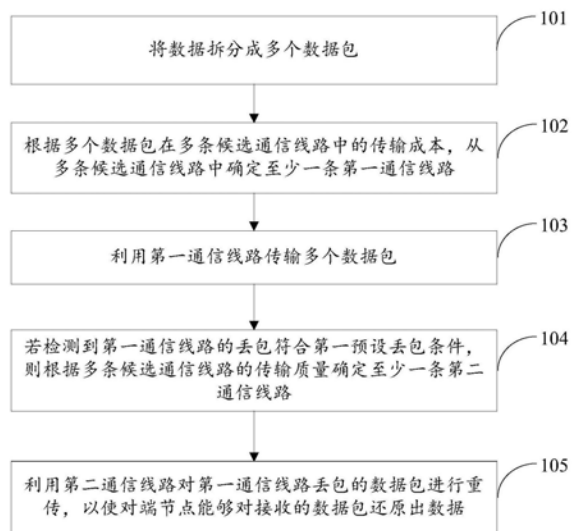 101
将数据拆分成多个数据包
102
根据多个数据包在多条候选通信线路中的传输成本，从
多条候选通信线路中确定至少一条第一通信线路
103
利用第一通信线路传输多个数据包
104
若检测到第一通信线路的丢包符合第一预设丢包条件，
则根据多条候选通信线路的传输质量确定至少一条第二
通信线路
105
利用第二通信线路对第一通信线路丢包的数据包进行重
传，以使对端节点能够对接收的数据包还原出数据